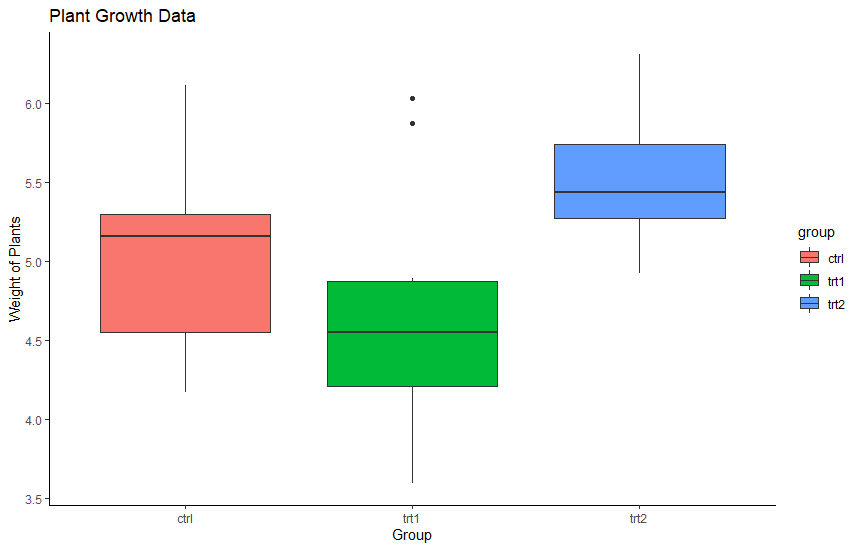 Plant Growth Data
Weight of Plants
6.0
5.5
5.0
4.5
4.0
3.5
ctrl
trt1
trt2
Group
group
ctrl
trt1
trt2